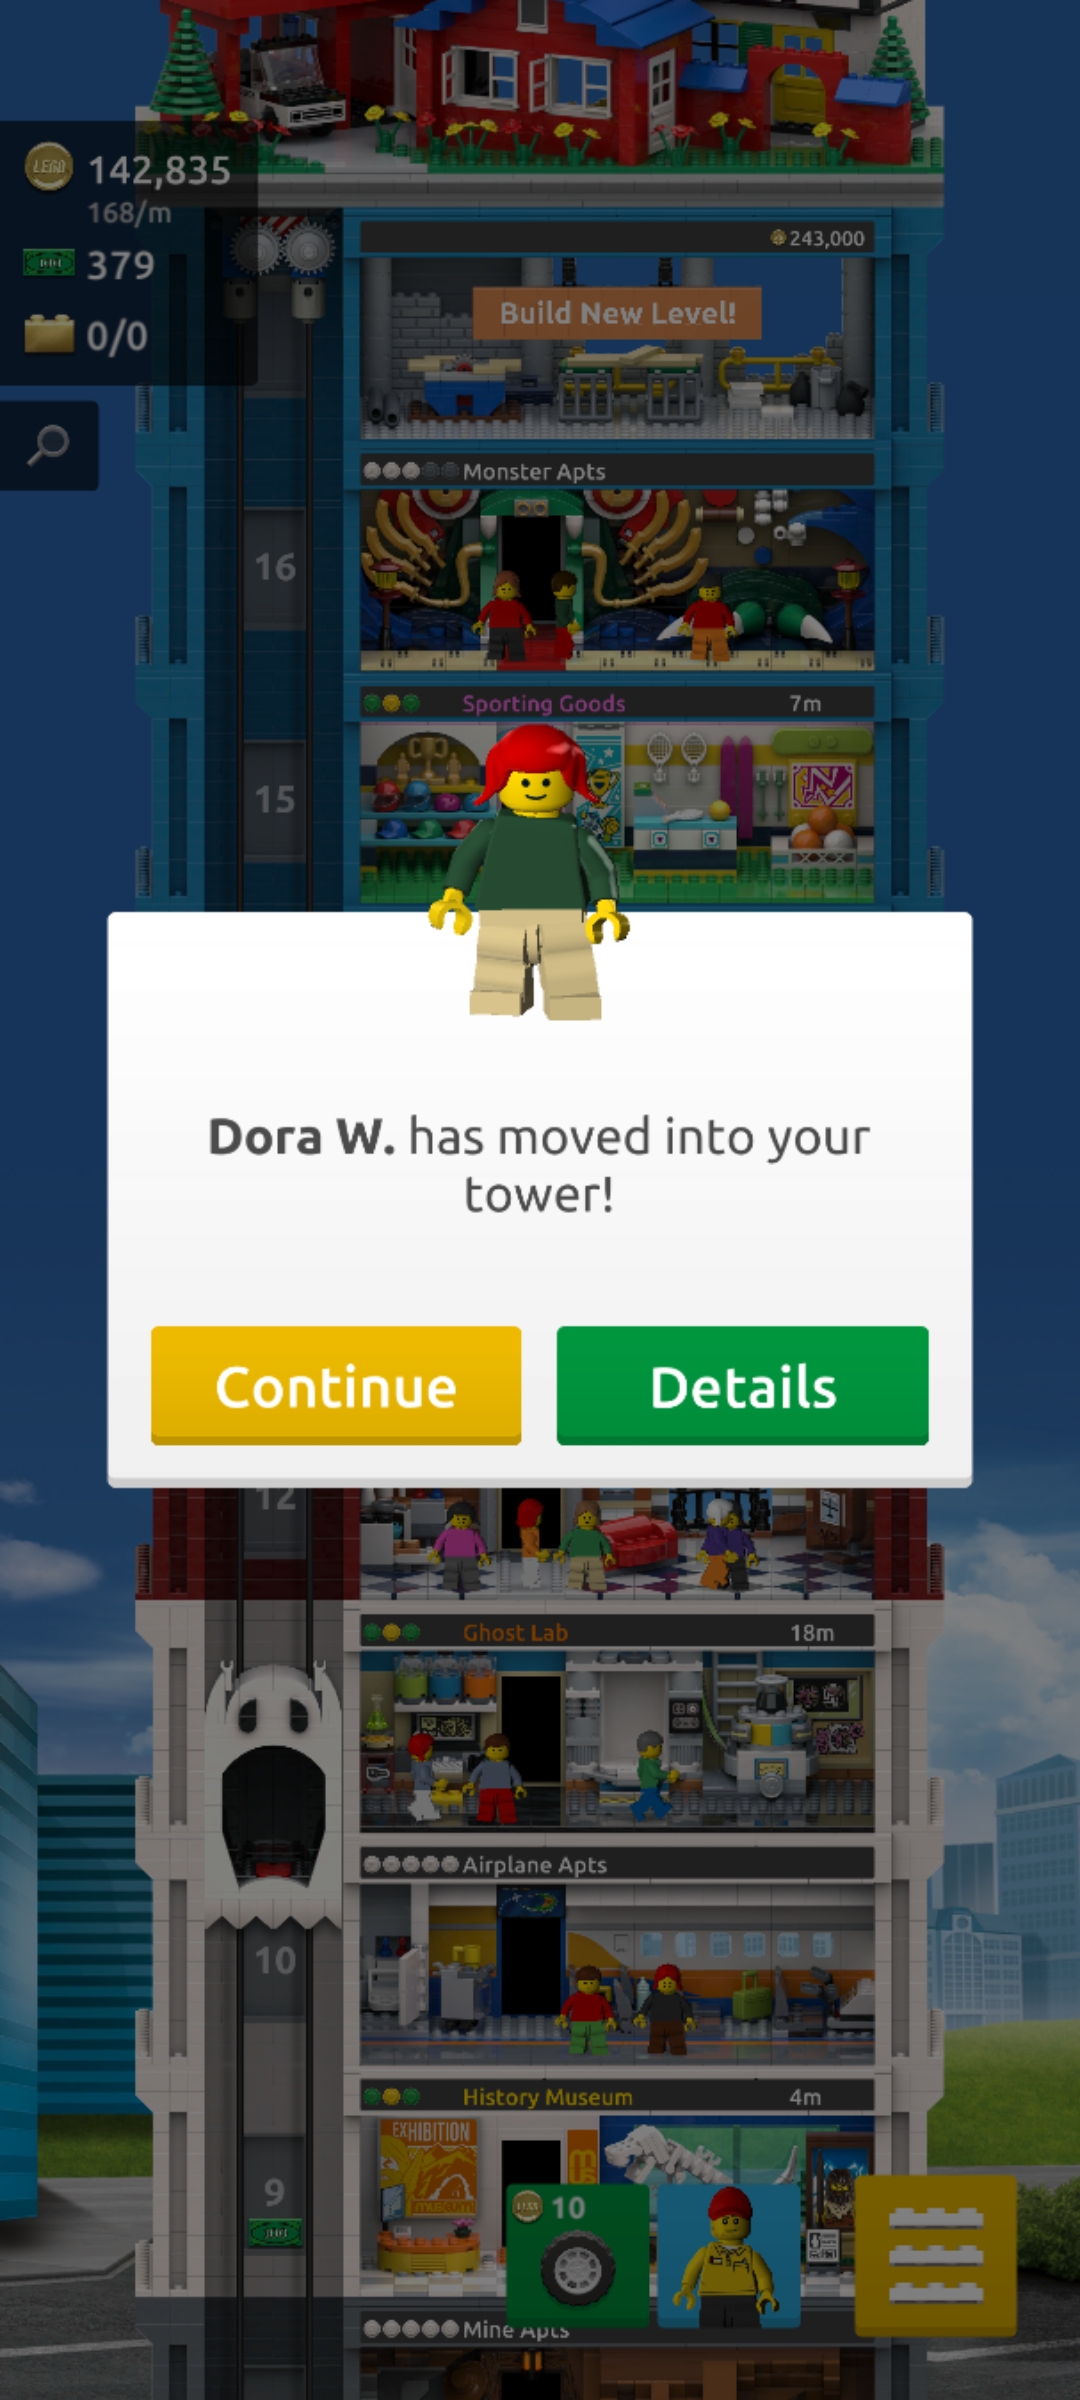 LEGO 142,835
168/m
379
0/0
243,000
Build New Level!
Monster Apts
16
Sporting Goods 7m
15
Dora W. has moved into your
tower!
Continue Details
12
Ghost Lab 18m
Airplane Apts
10
History Museum 4m
EXHIBITION
MUSEUM
9
10
Mine Apts